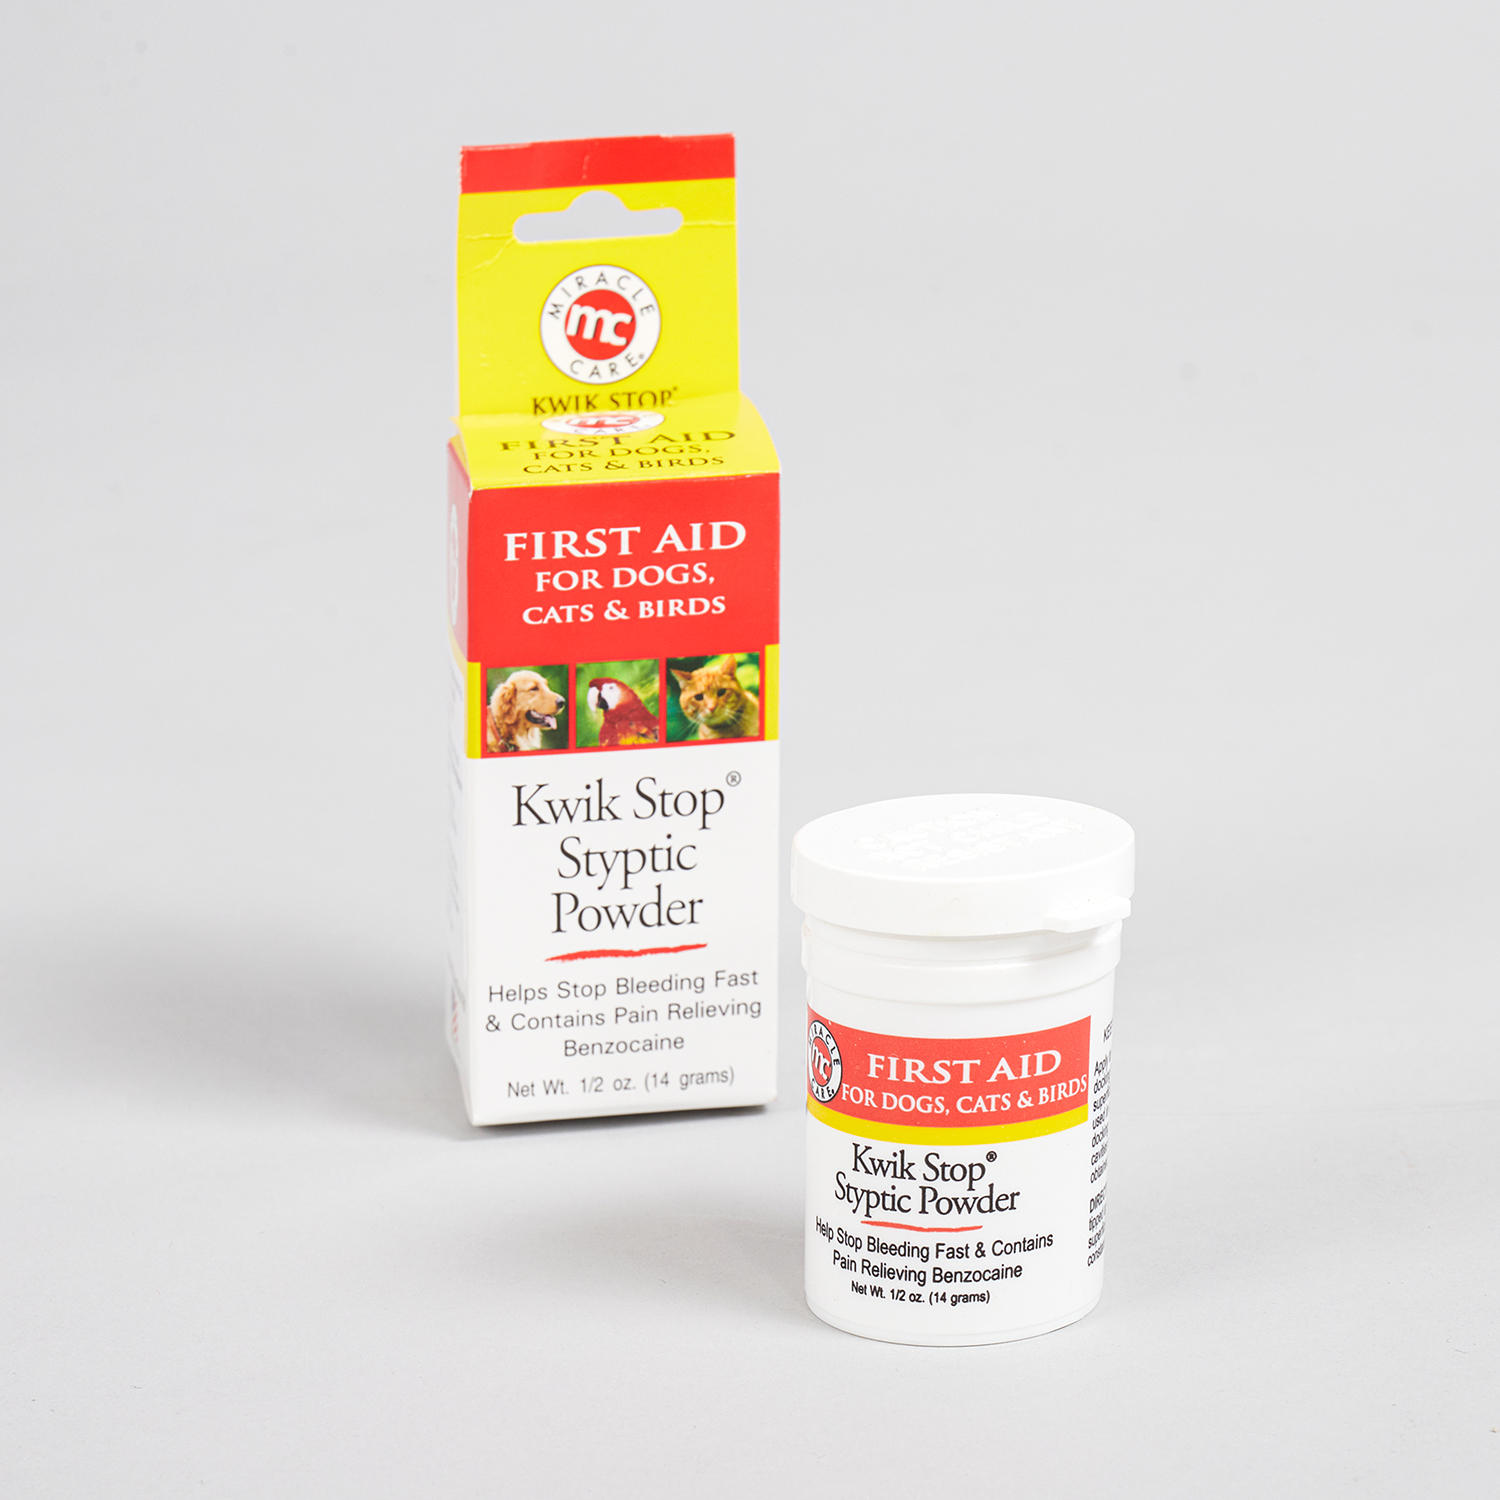 MIRACLE
mc
CARE®
KWIK STOP®
FIRST AID
FOR DOGS,
CATS & BIRDS
FIRST AID
FOR DOGS,
CATS & BIRDS
Kwik Stop®
Styptic
Powder
Helps Stop Bleeding Fast
& Contains Pain Relieving
Benzocaine
Net Wt. 1/2 oz. (14 grams)
MIRACLE
mc
CARE®
FIRST AID
FOR DOGS, CATS & BIRDS
Kwik Stop®
Styptic Powder
Help Stop Bleeding Fast & Contains
Pain Relieving Benzocaine
Net Wt. 1/2 oz. (14 grams)